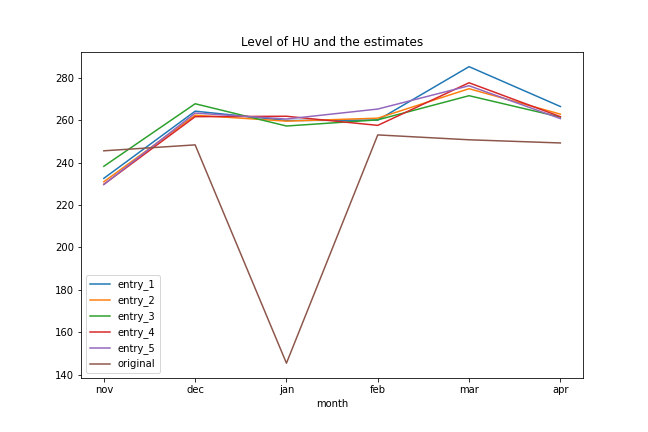 Level of HU and the estimates
280
260
240
220
200
180
160
140
entry_1
entry_2
entry_3
entry_4
entry_5
original
nov dec jan feb mar apr
month